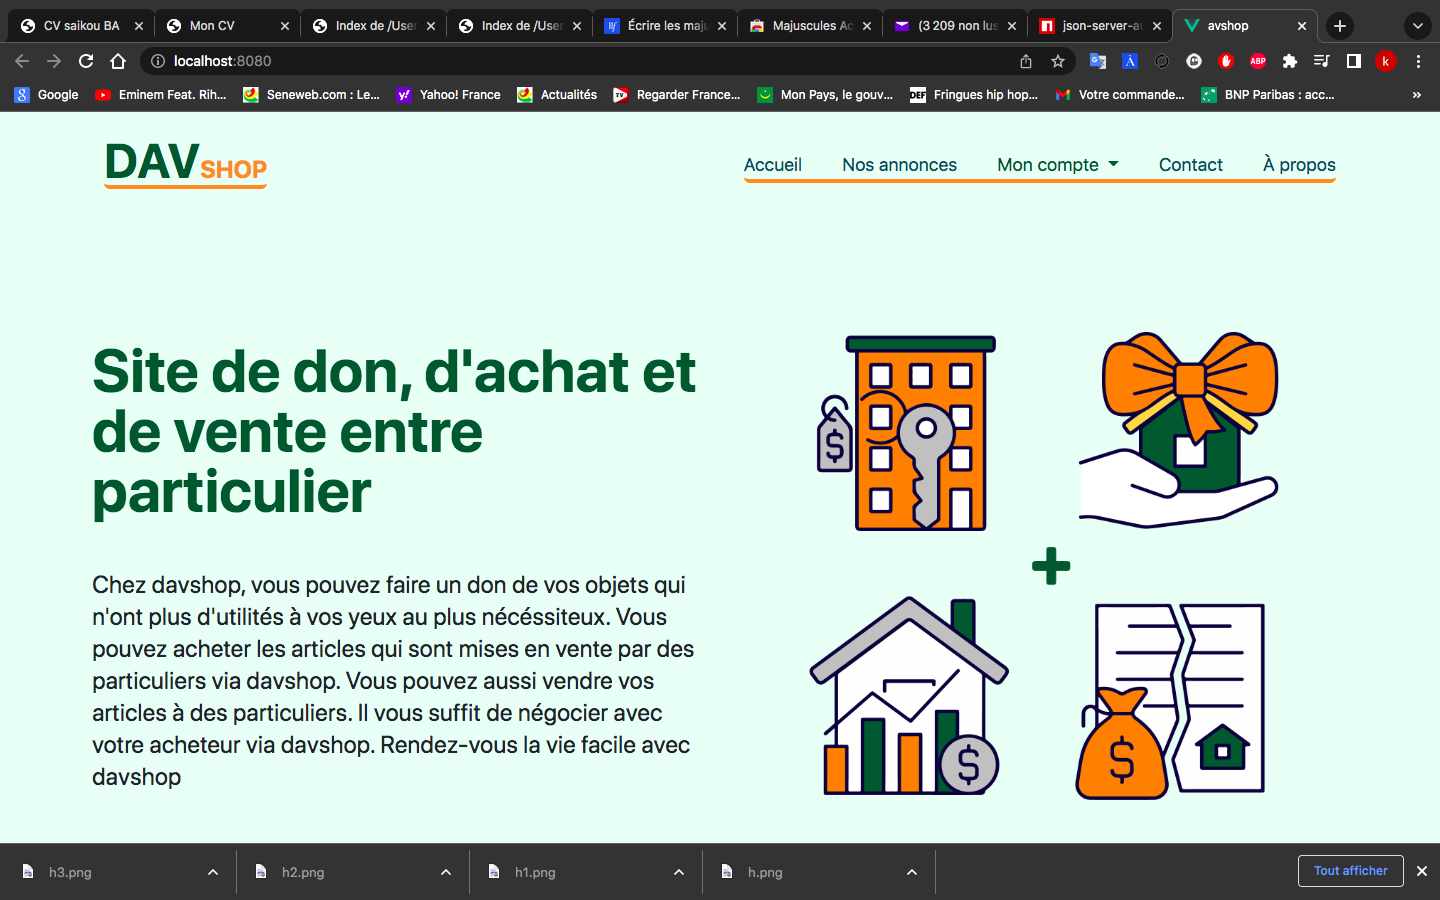 CV saikou BA
Mon CV
Index de /User
Index de /User
Écrire les maju
Majuscules Ac
(3 209 non lus
json-server-au
avshop
localhost:8080
Google
Eminem Feat. Rih...
Seneweb.com : Le...
Yahoo! France
Actualités
Regarder France...
Mon Pays, le gouv...
DEF
Fringues hip hop...
Votre commande...
BNP Paribas : acc...
ABP
k
DAVSHOP
Accueil
Nos annonces
Mon compte
Contact
À propos
Site de don, d'achat et
de vente entre
particulier
Chez davshop, vous pouvez faire un don de vos objets qui
n'ont plus d'utilités à vos yeux au plus nécéssiteux. Vous
pouvez acheter les articles qui sont mises en vente par des
particuliers via davshop. Vous pouvez aussi vendre vos
articles à des particuliers. Il vous suffit de négocier avec
votre acheteur via davshop. Rendez-vous la vie facile avec
davshop
$
$
$
h3.png
h2.png
h1.png
h.png
Tout afficher